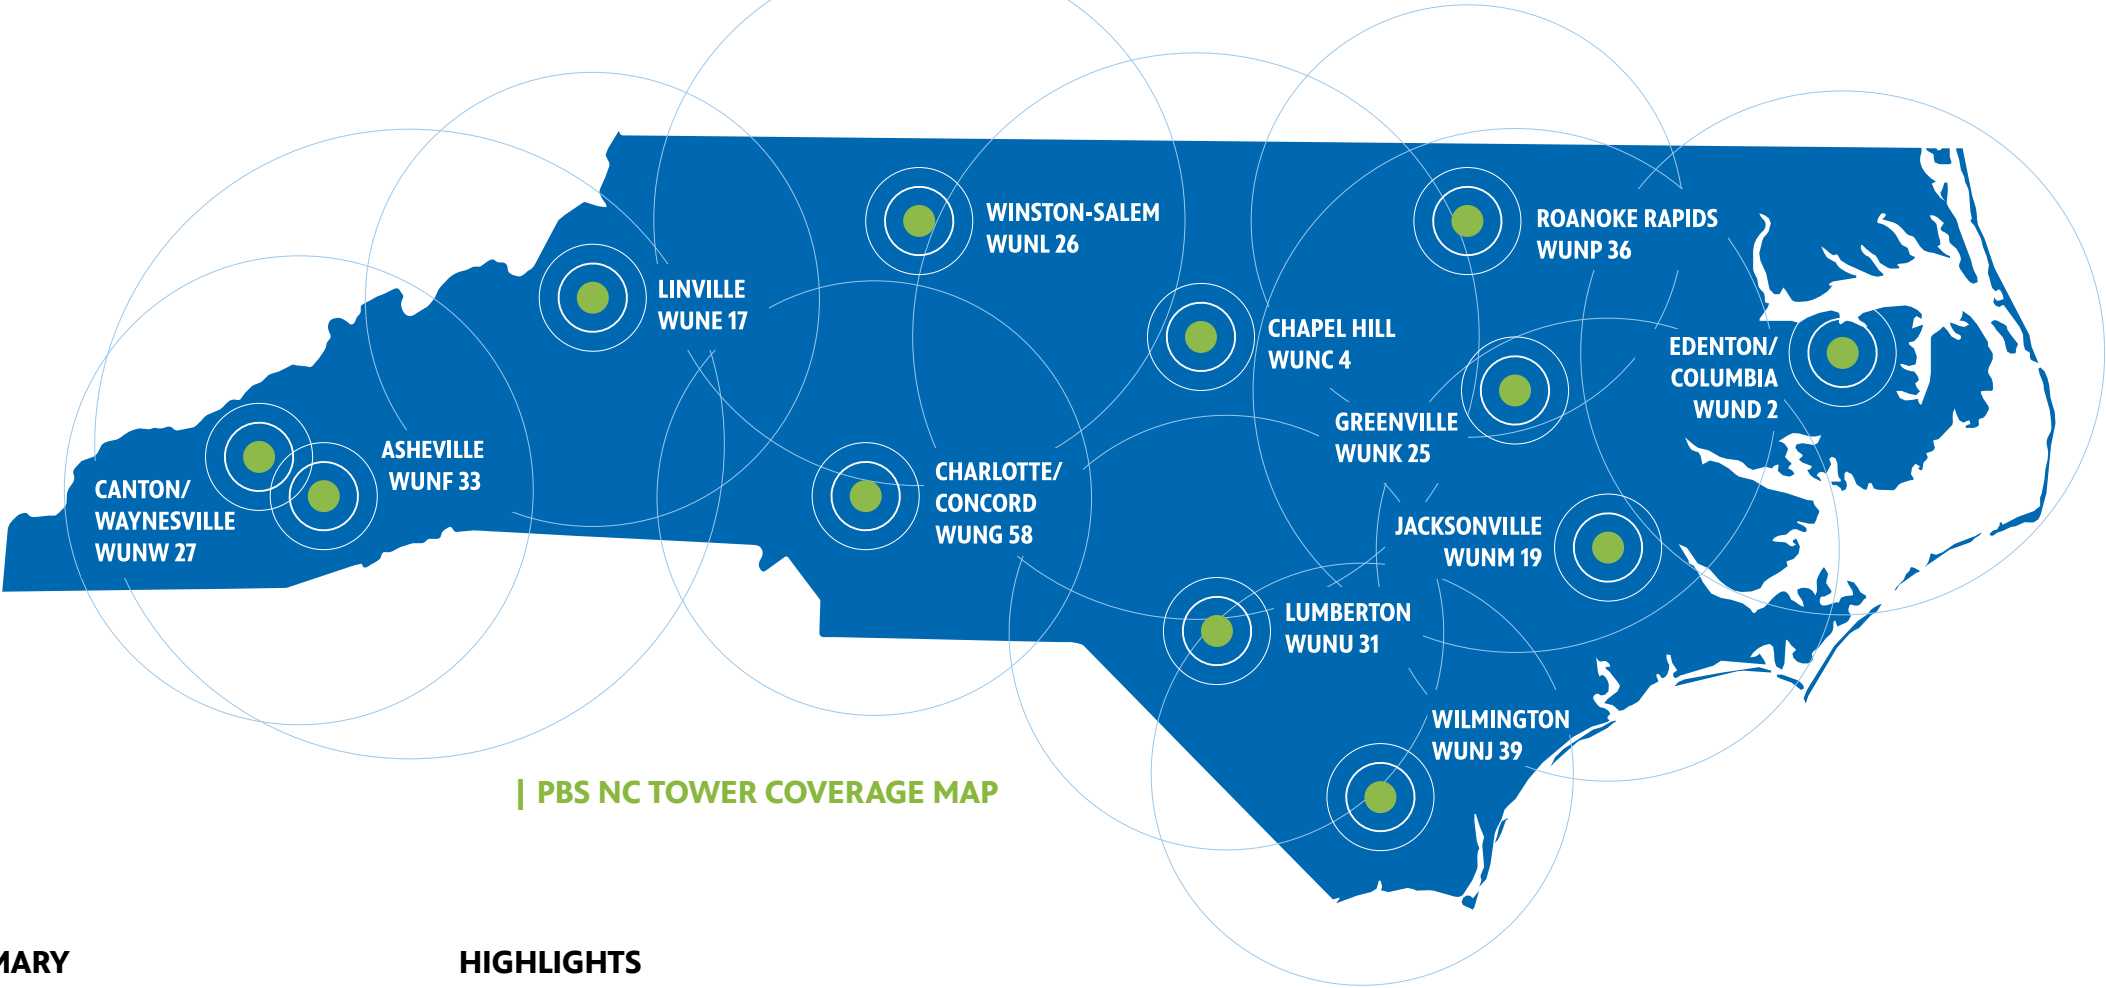 WINSTON-SALEM
WUNL 26
ROANOKE RAPIDS
WUNP 36
LINVILLE
WUNE 17
CHAPEL HILL
WUNC 4
EDENTON/
COLUMBIA
WUND 2
GREENVILLE
WUNK 25
ASHEVILLE
WUNF 33
CANTON/
WAYNESVILLE
WUNW 27
CHARLOTTE/
CONCORD
WUNG 58
JACKSONVILLE
WUNM 19
LUMBERTON
WUNU 31
WILMINGTON
WUNJ 39
| PBS NC TOWER COVERAGE MAP
HIGHLIGHTS